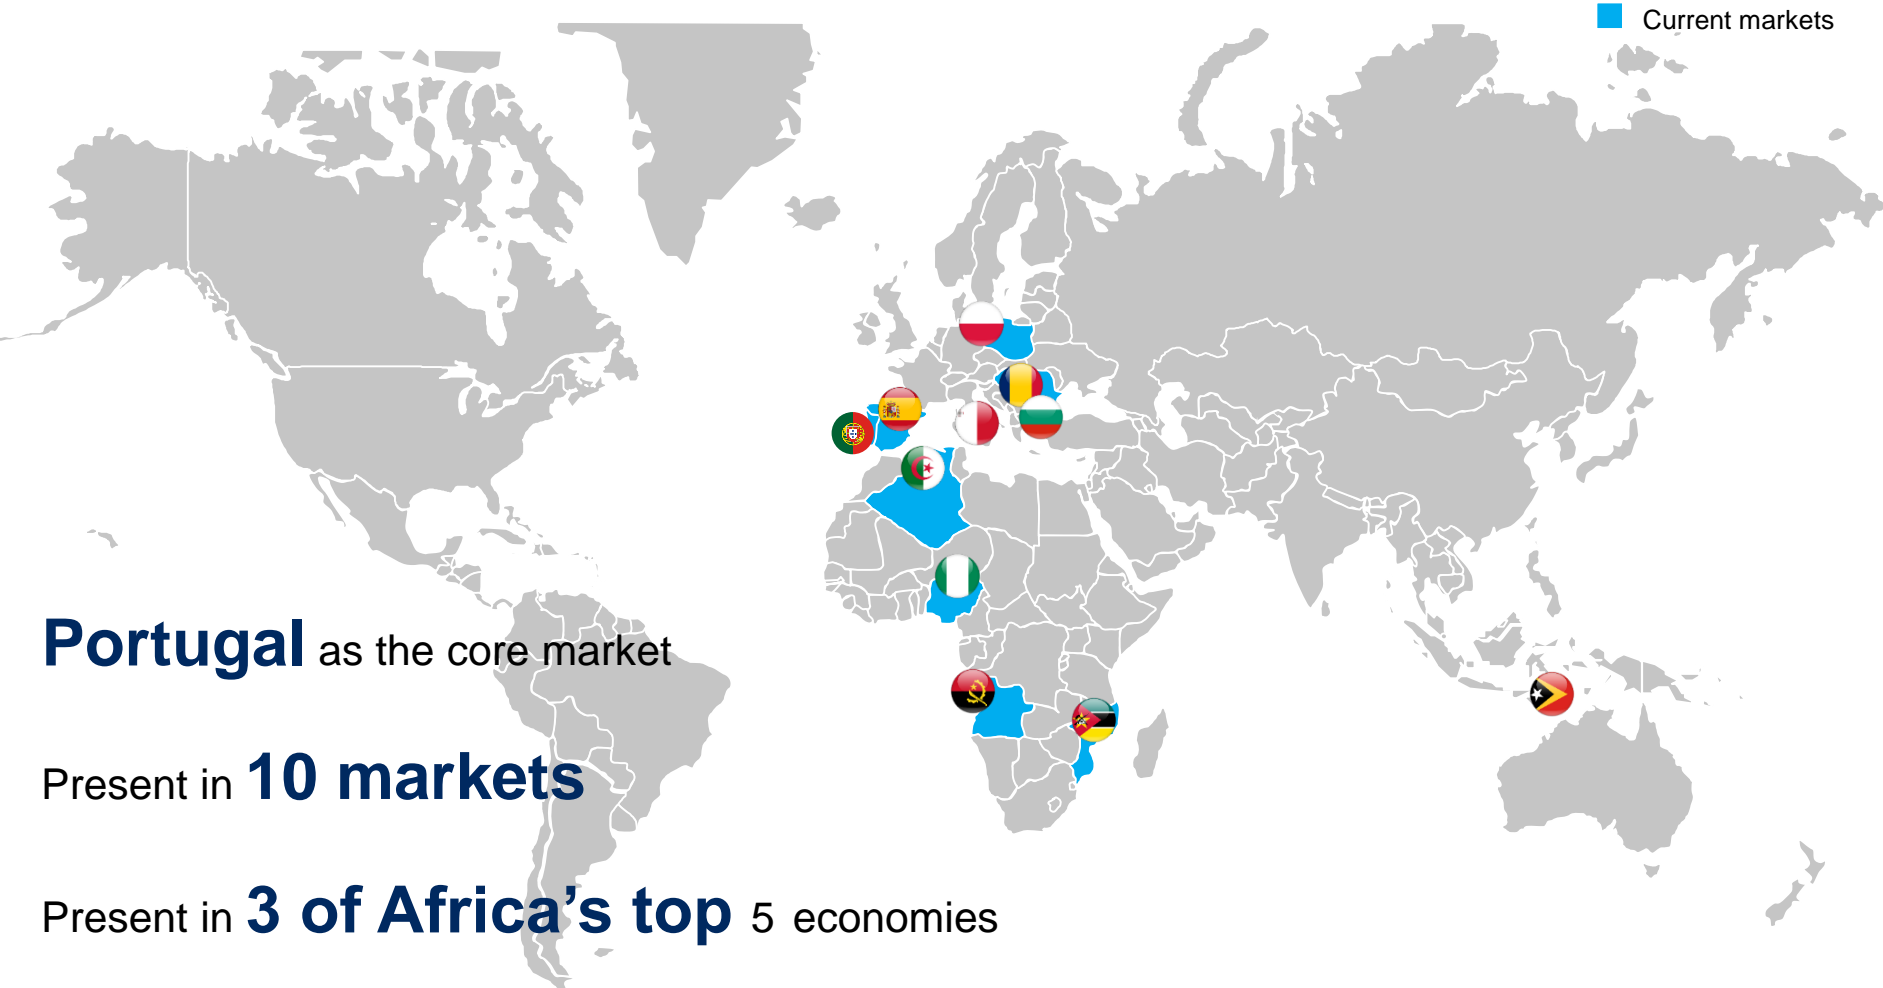 Current markets
Portugal as the core market
Present in 10 markets
Present in 3 of Africa’s top 5 economies